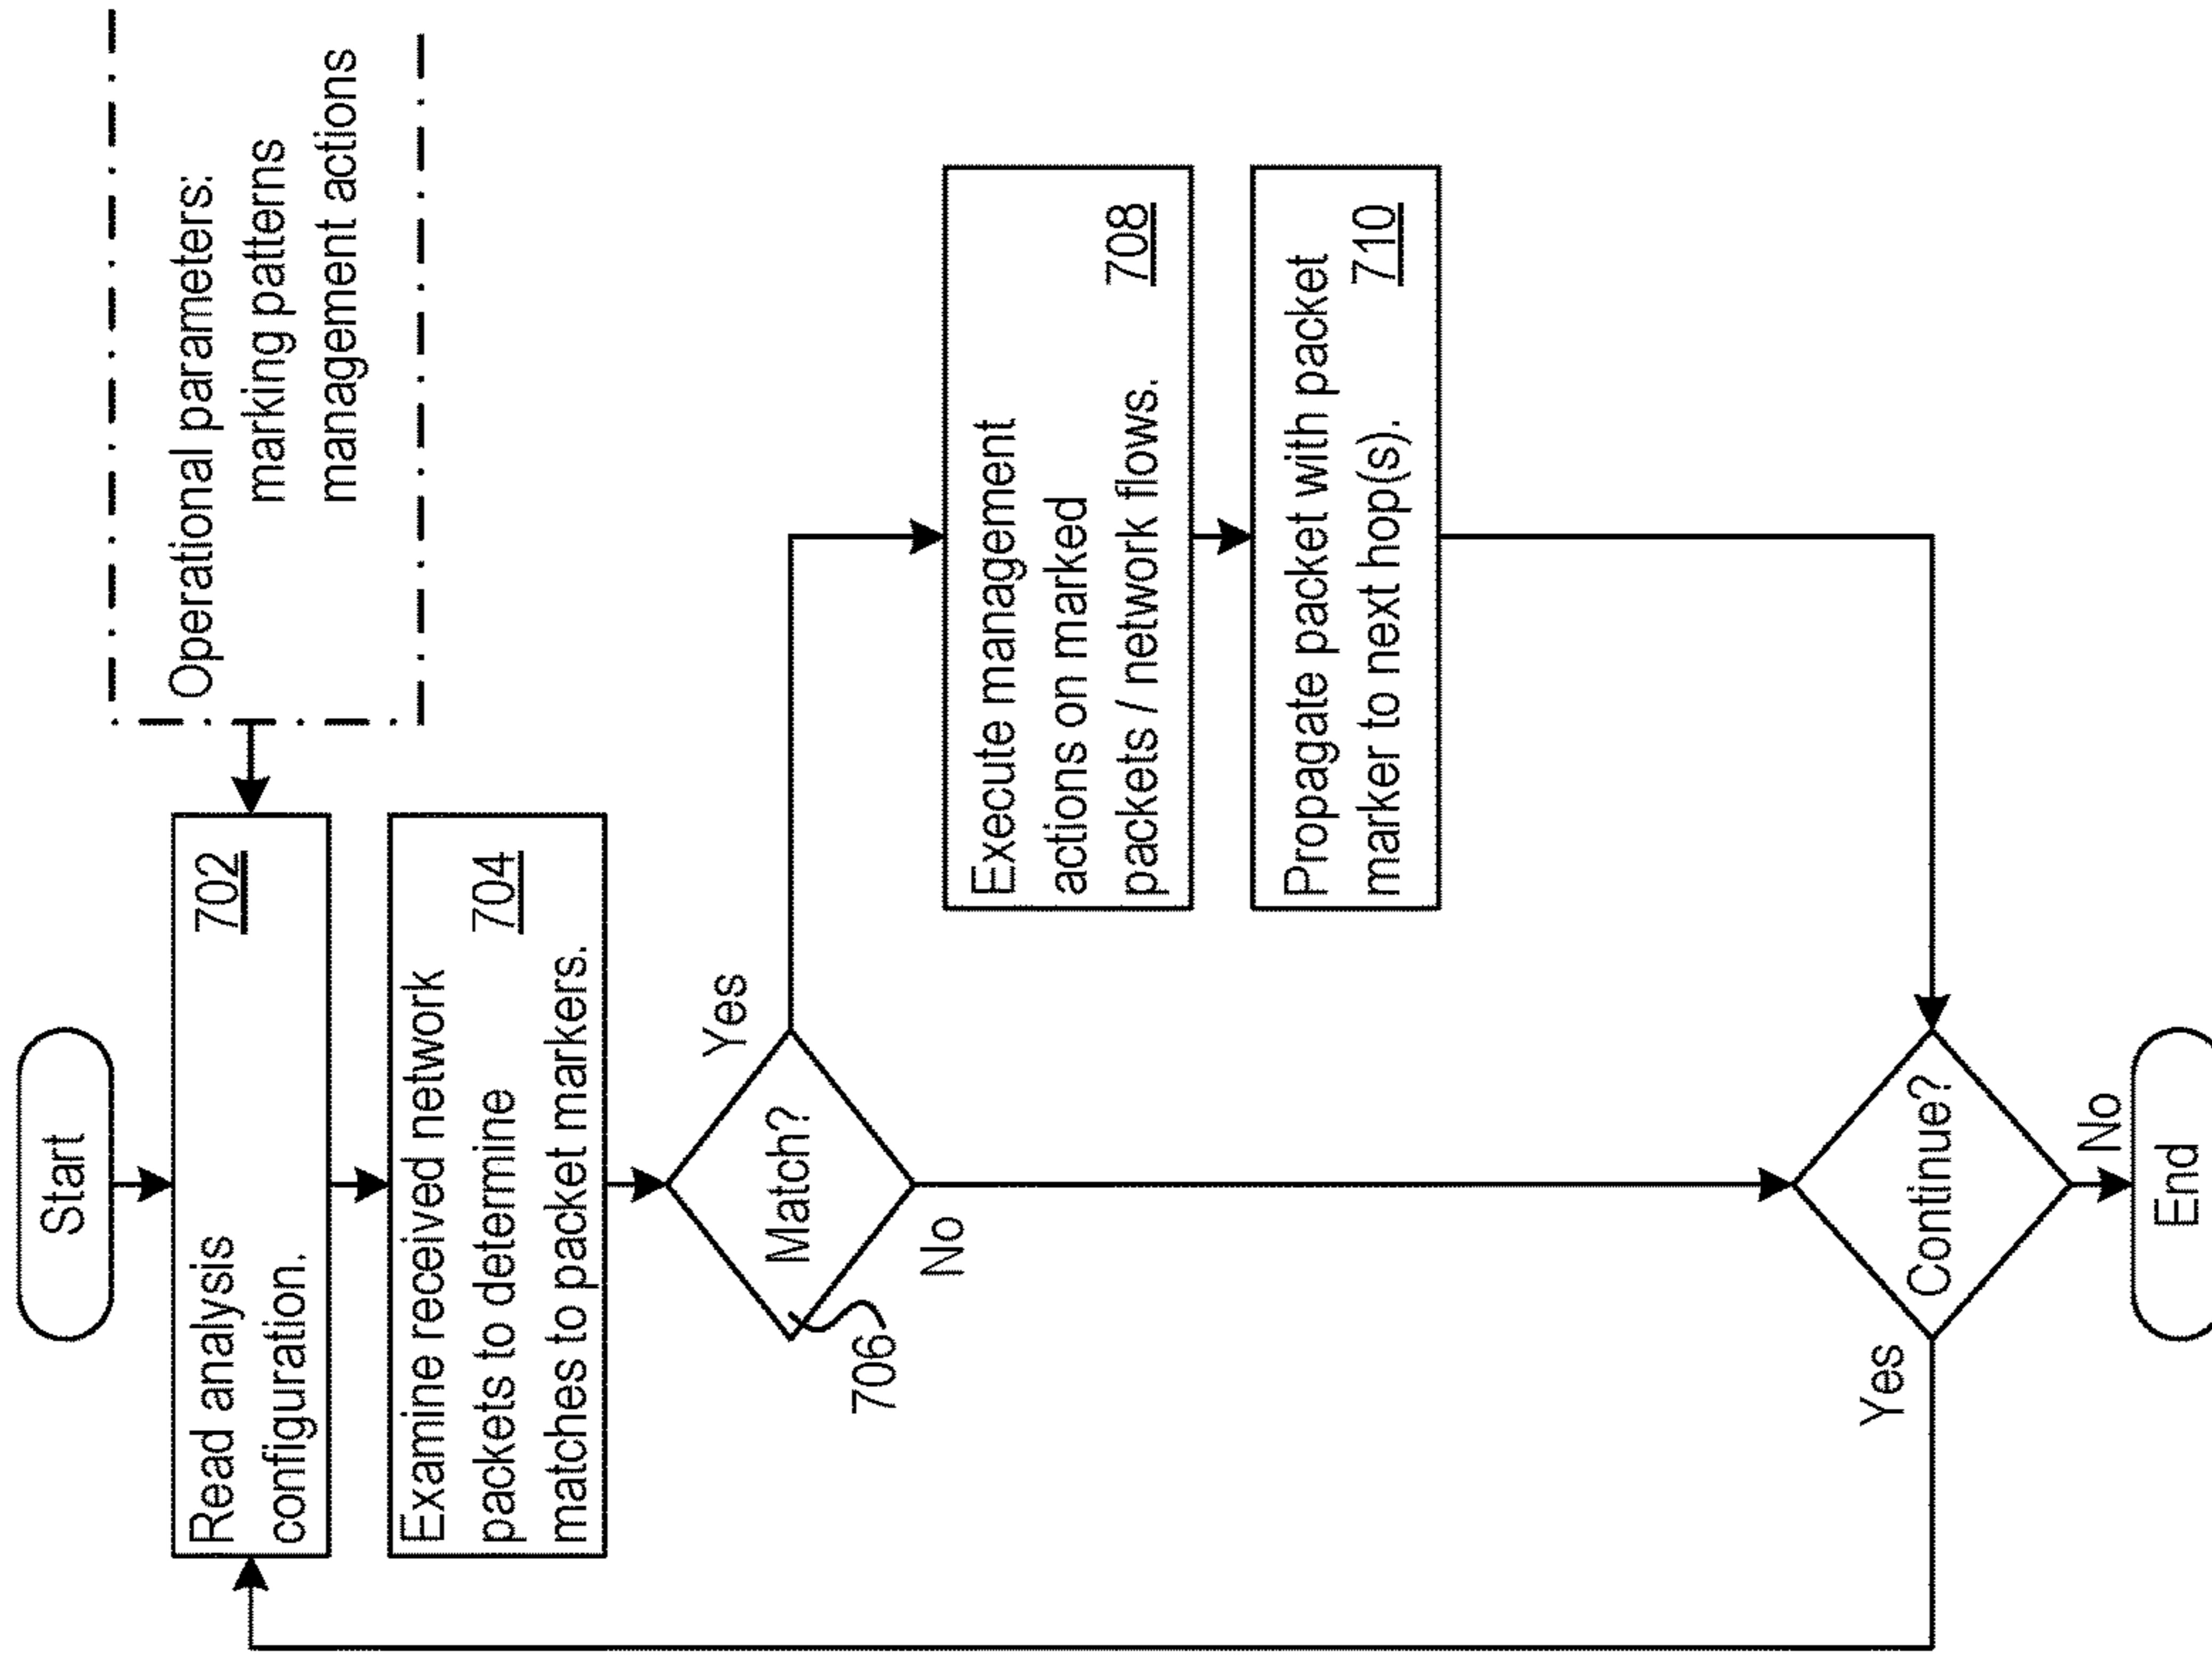 Start
Operational parameters:
marking patterns
management actions
Read analysis
configuration.
702
Examine received network
packets to determine
704
matches to packet markers.
Match?
706
Yes
No
Execute management
actions on marked
packets / network flows.
708
Propagate packet with packet
marker to next hop(s).
710
Continue?
Yes
No
End